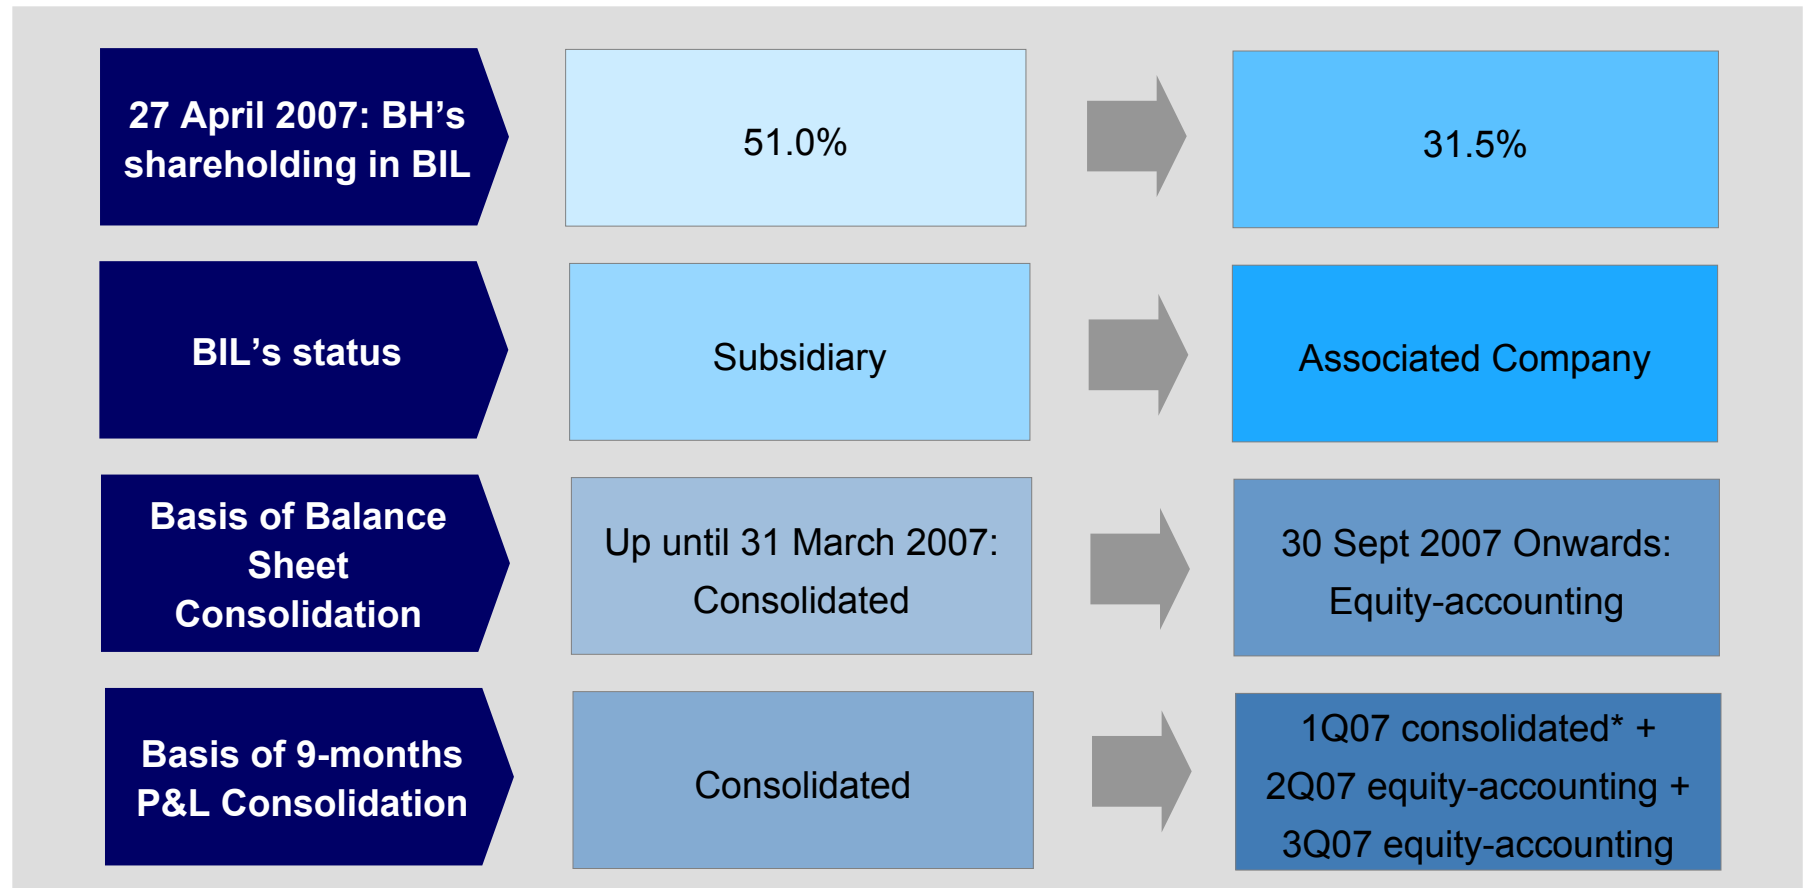 27 April 2007: BH’s
shareholding in BIL
51.0%
31.5%
BIL’s status
Subsidiary
Associated Company
Basis of Balance
Sheet
Consolidation
Up until 31 March 2007:
Consolidated
30 Sept 2007 Onwards:
Equity-accounting
Basis of 9-months
P&L Consolidation
Consolidated
1Q07 consolidated* +
2Q07 equity-accounting +
3Q07 equity-accounting